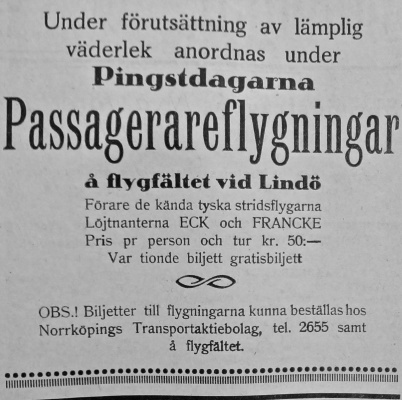 Under förutsättning av lämplig
väderlek anordnas under
Pingstdagarna
Passagerareflygningar
å flygfältet vid Lindö
Förare de kända tyska stridsflygarna
Löjtnanterna ECK och FRANCKE
Pris pr person och tur kr. 50:—
Var tionde biljett gratisbiljett
OBS.! Biljetter till flygningarna kunna beställas hos
Norrköpings Transportaktiebolag, tel. 2655 samt
å flygfältet.